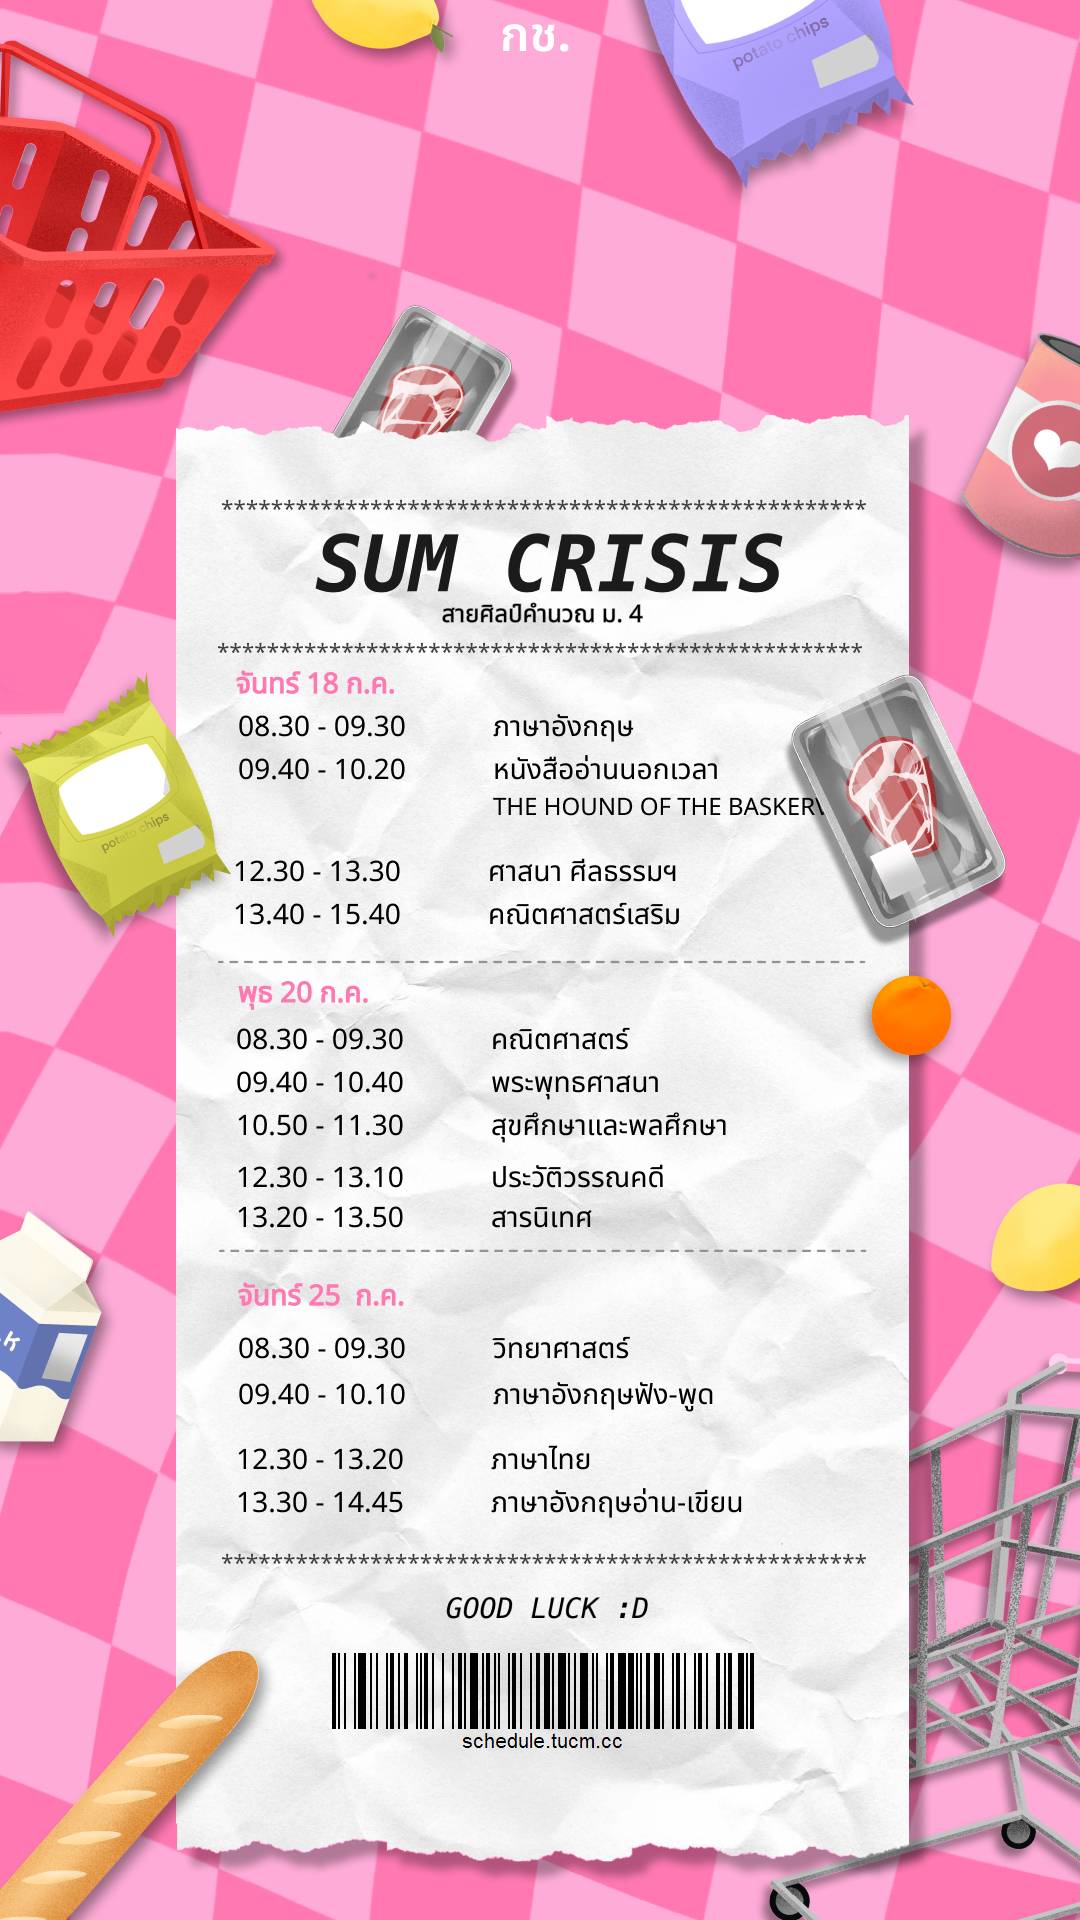 กช.
potato chips
****************************************************
SUM CRISIS
สายศิลป์คำนวณ ม. 4
****************************************************
จันทร์ 18 ก.ค.
08.30 - 09.30 ภาษาอังกฤษ
09.40 - 10.20 หนังสืออ่านนอกเวลา
THE HOUND OF THE
potato chips
12.30 - 13.30 ศาสนา ศีลธรรมฯ
13.40 - 15.40 คณิตศาสตร์เสริม
พุธ 20 ก.ค.
08.30 - 09.30 คณิตศาสตร์
09.40 - 10.40 พระพุทธศาสนา
10.50 - 11.30 สุขศึกษาและพลศึกษา
12.30 - 13.10 ประวัติวรรณคดี
13.20 - 13.50 สารนิเทศ
จันทร์ 25 ก.ค.
08.30 - 09.30 วิทยาศาสตร์
09.40 - 10.10 ภาษาอังกฤษฟัง-พูด
12.30 - 13.20 ภาษาไทย
13.30 - 14.45 ภาษาอังกฤษอ่าน-เขียน
****************************************************
GOOD LUCK :D
schedule.tucm.cc